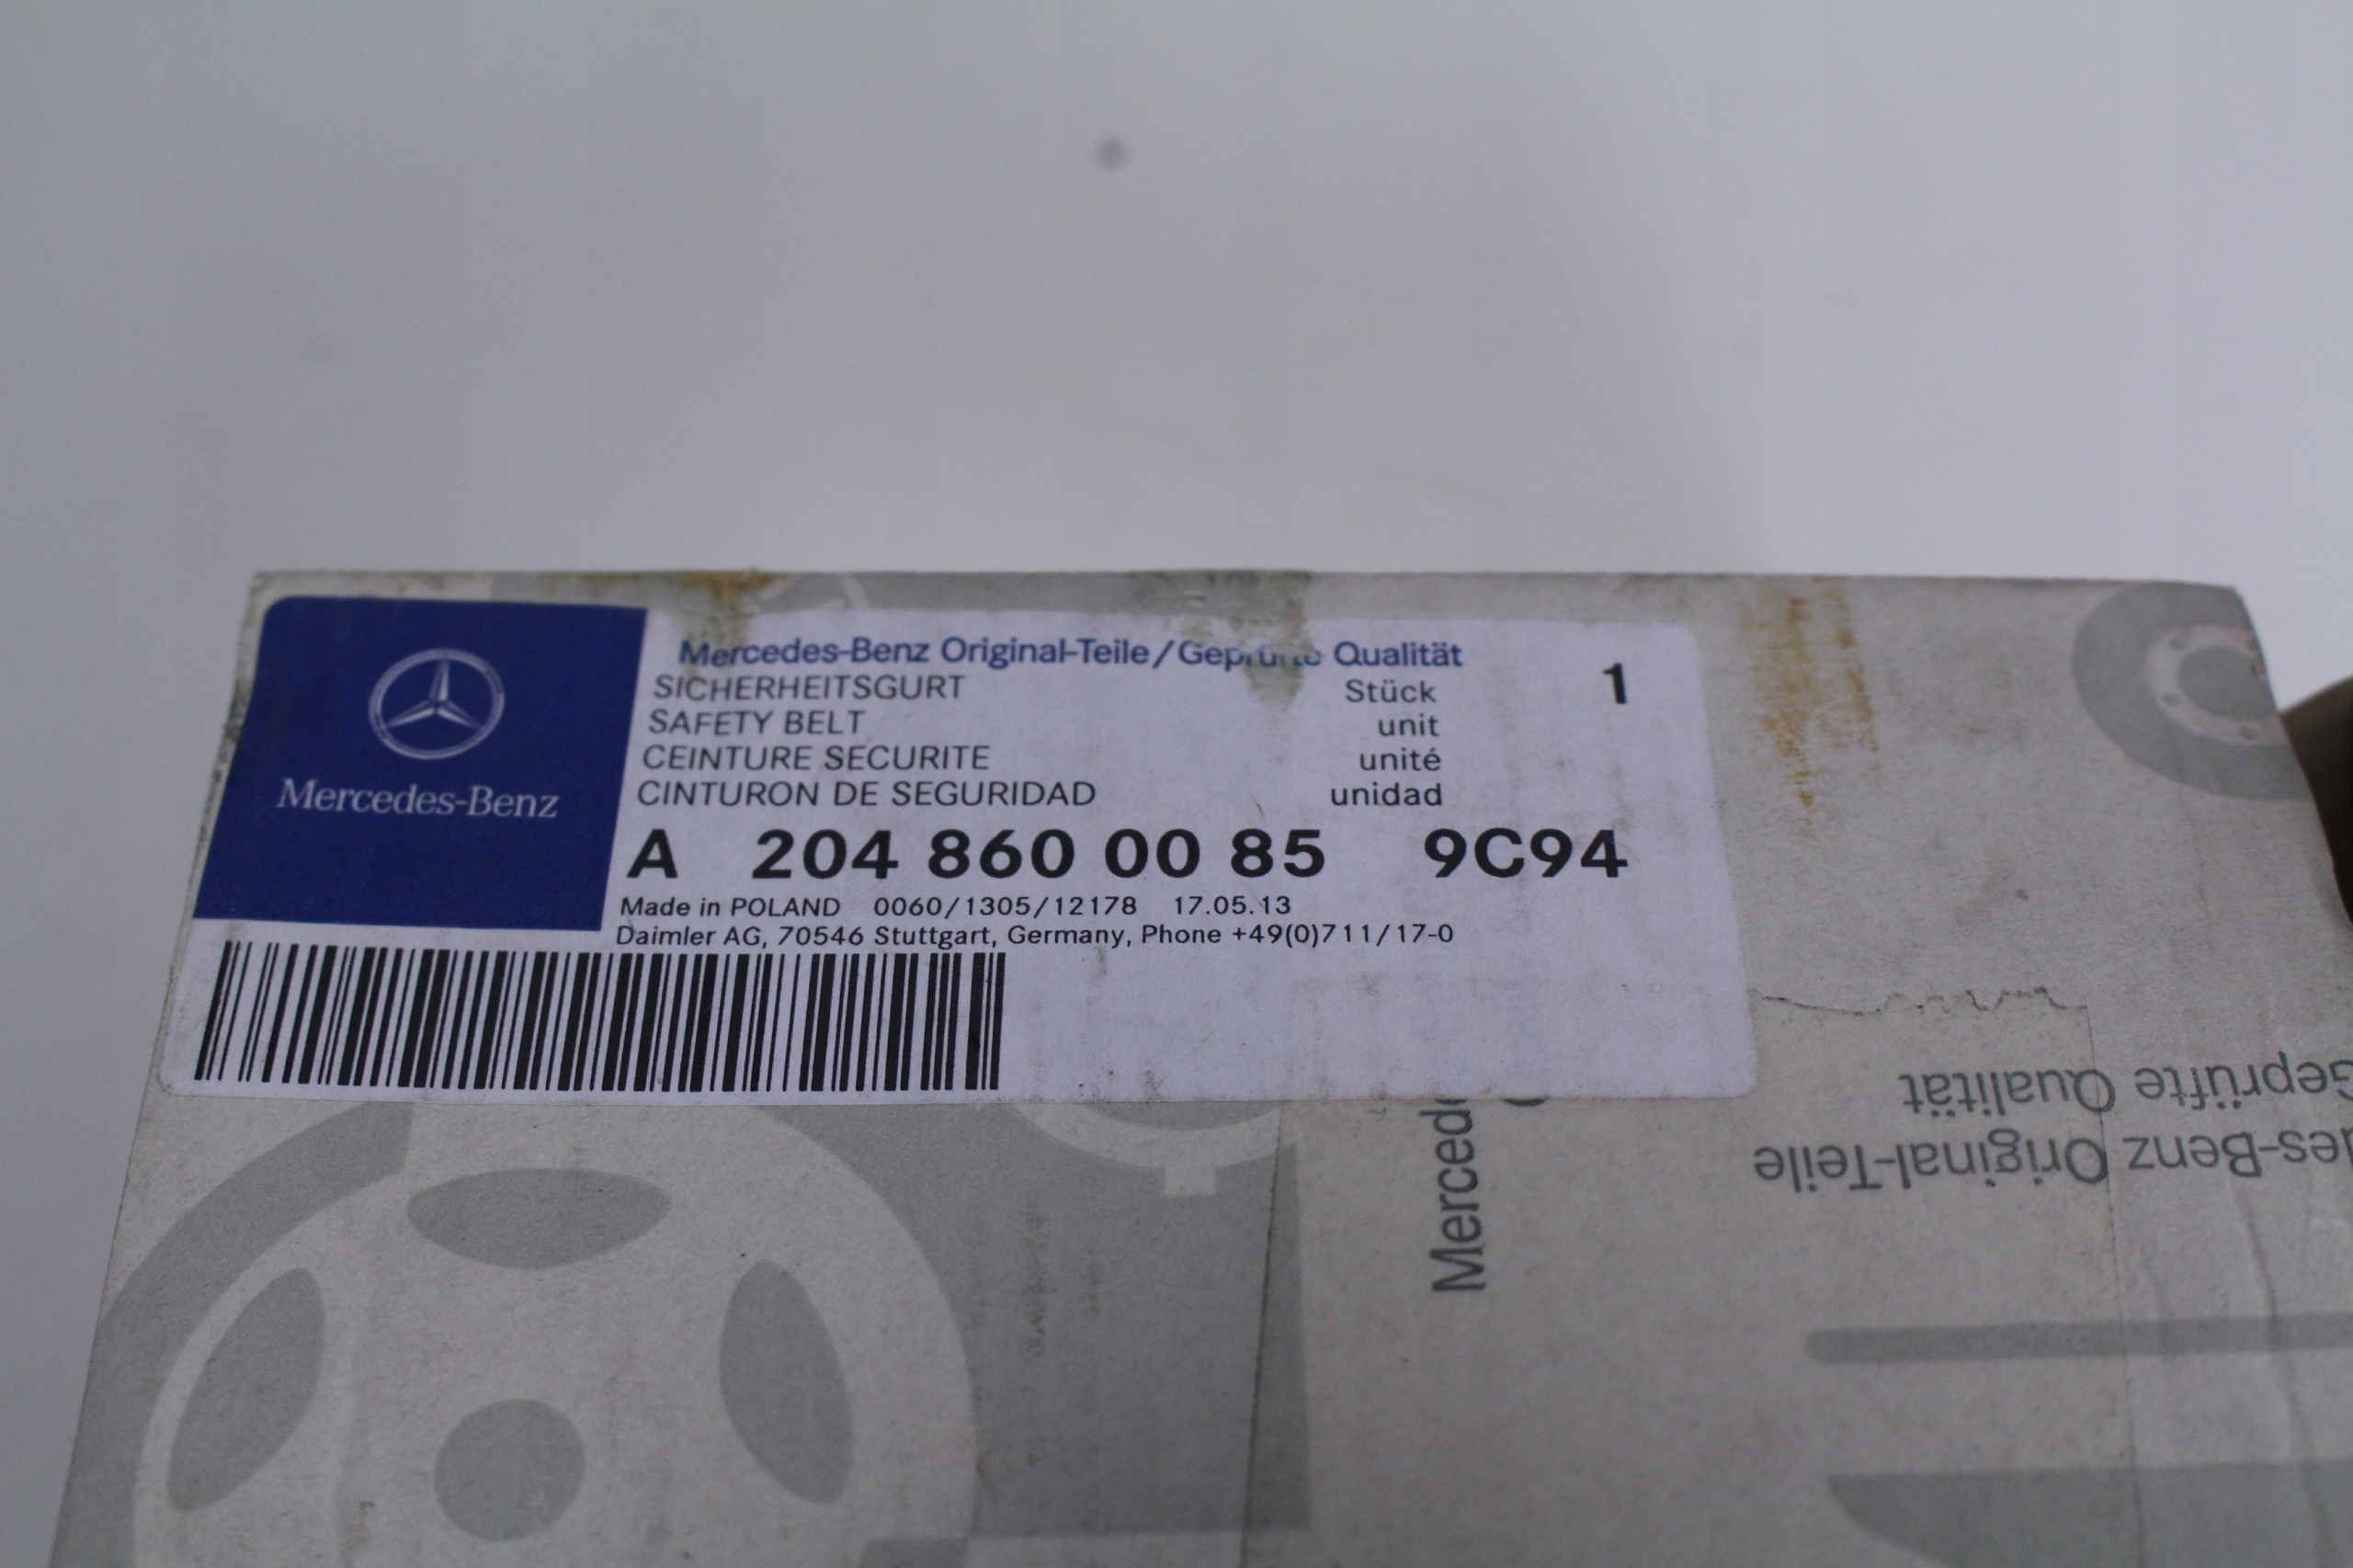 Mercedes-Benz
Mercedes-Benz Original-Teile/Geprüfte Qualität
SICHERHEITSGURT Stück 1
SAFETY BELT unit
CEINTURE SECURITE unité
CINTURON DE SEGURIDAD unidad
A 204 860 00 85 9C94
Made in POLAND 0060/1305/12178 17.05.13
Daimler AG, 70546 Stuttgart, Germany, Phone +49(0)711/17-0
Merced
des-Benz Original-Teile
Geprüfte Qualität